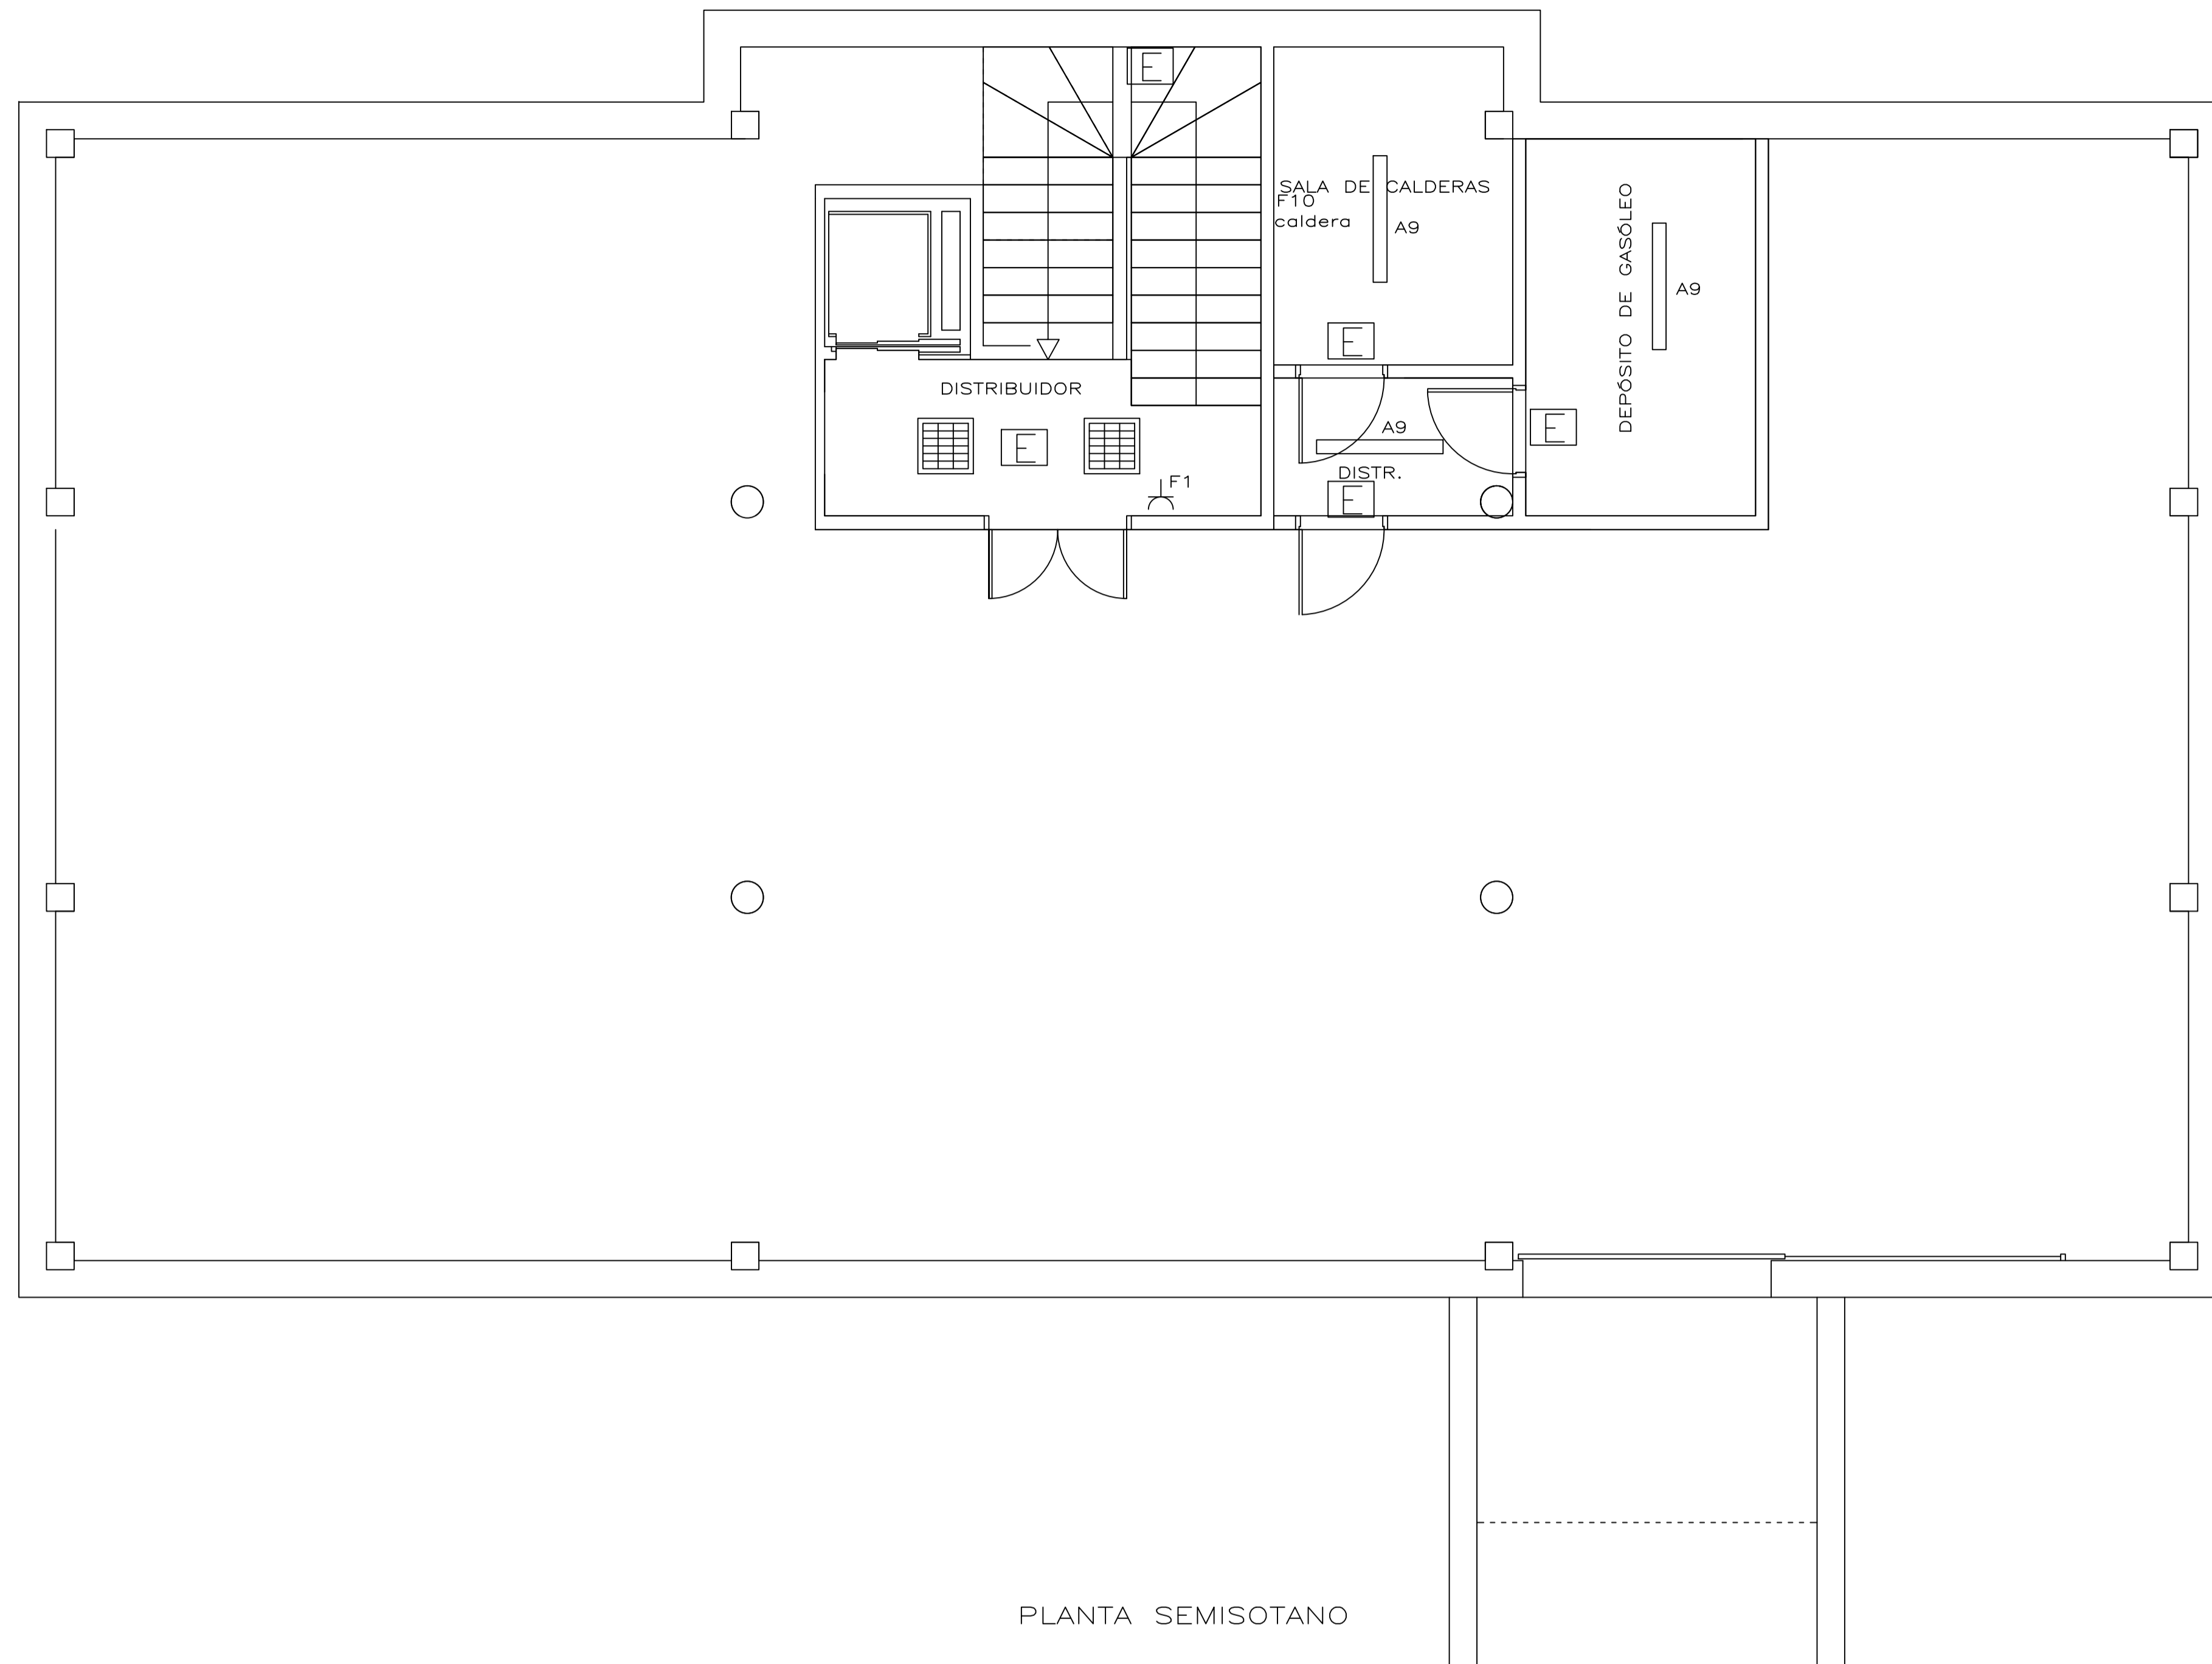 E
SALA DE CALDERAS
F10
caldera
A9
DEPÓSITO DE GASÓLEO
A9
E
DISTRIBUIDOR
E
A9
E
F1
DISTR.
E
PLANTA SEMISOTANO